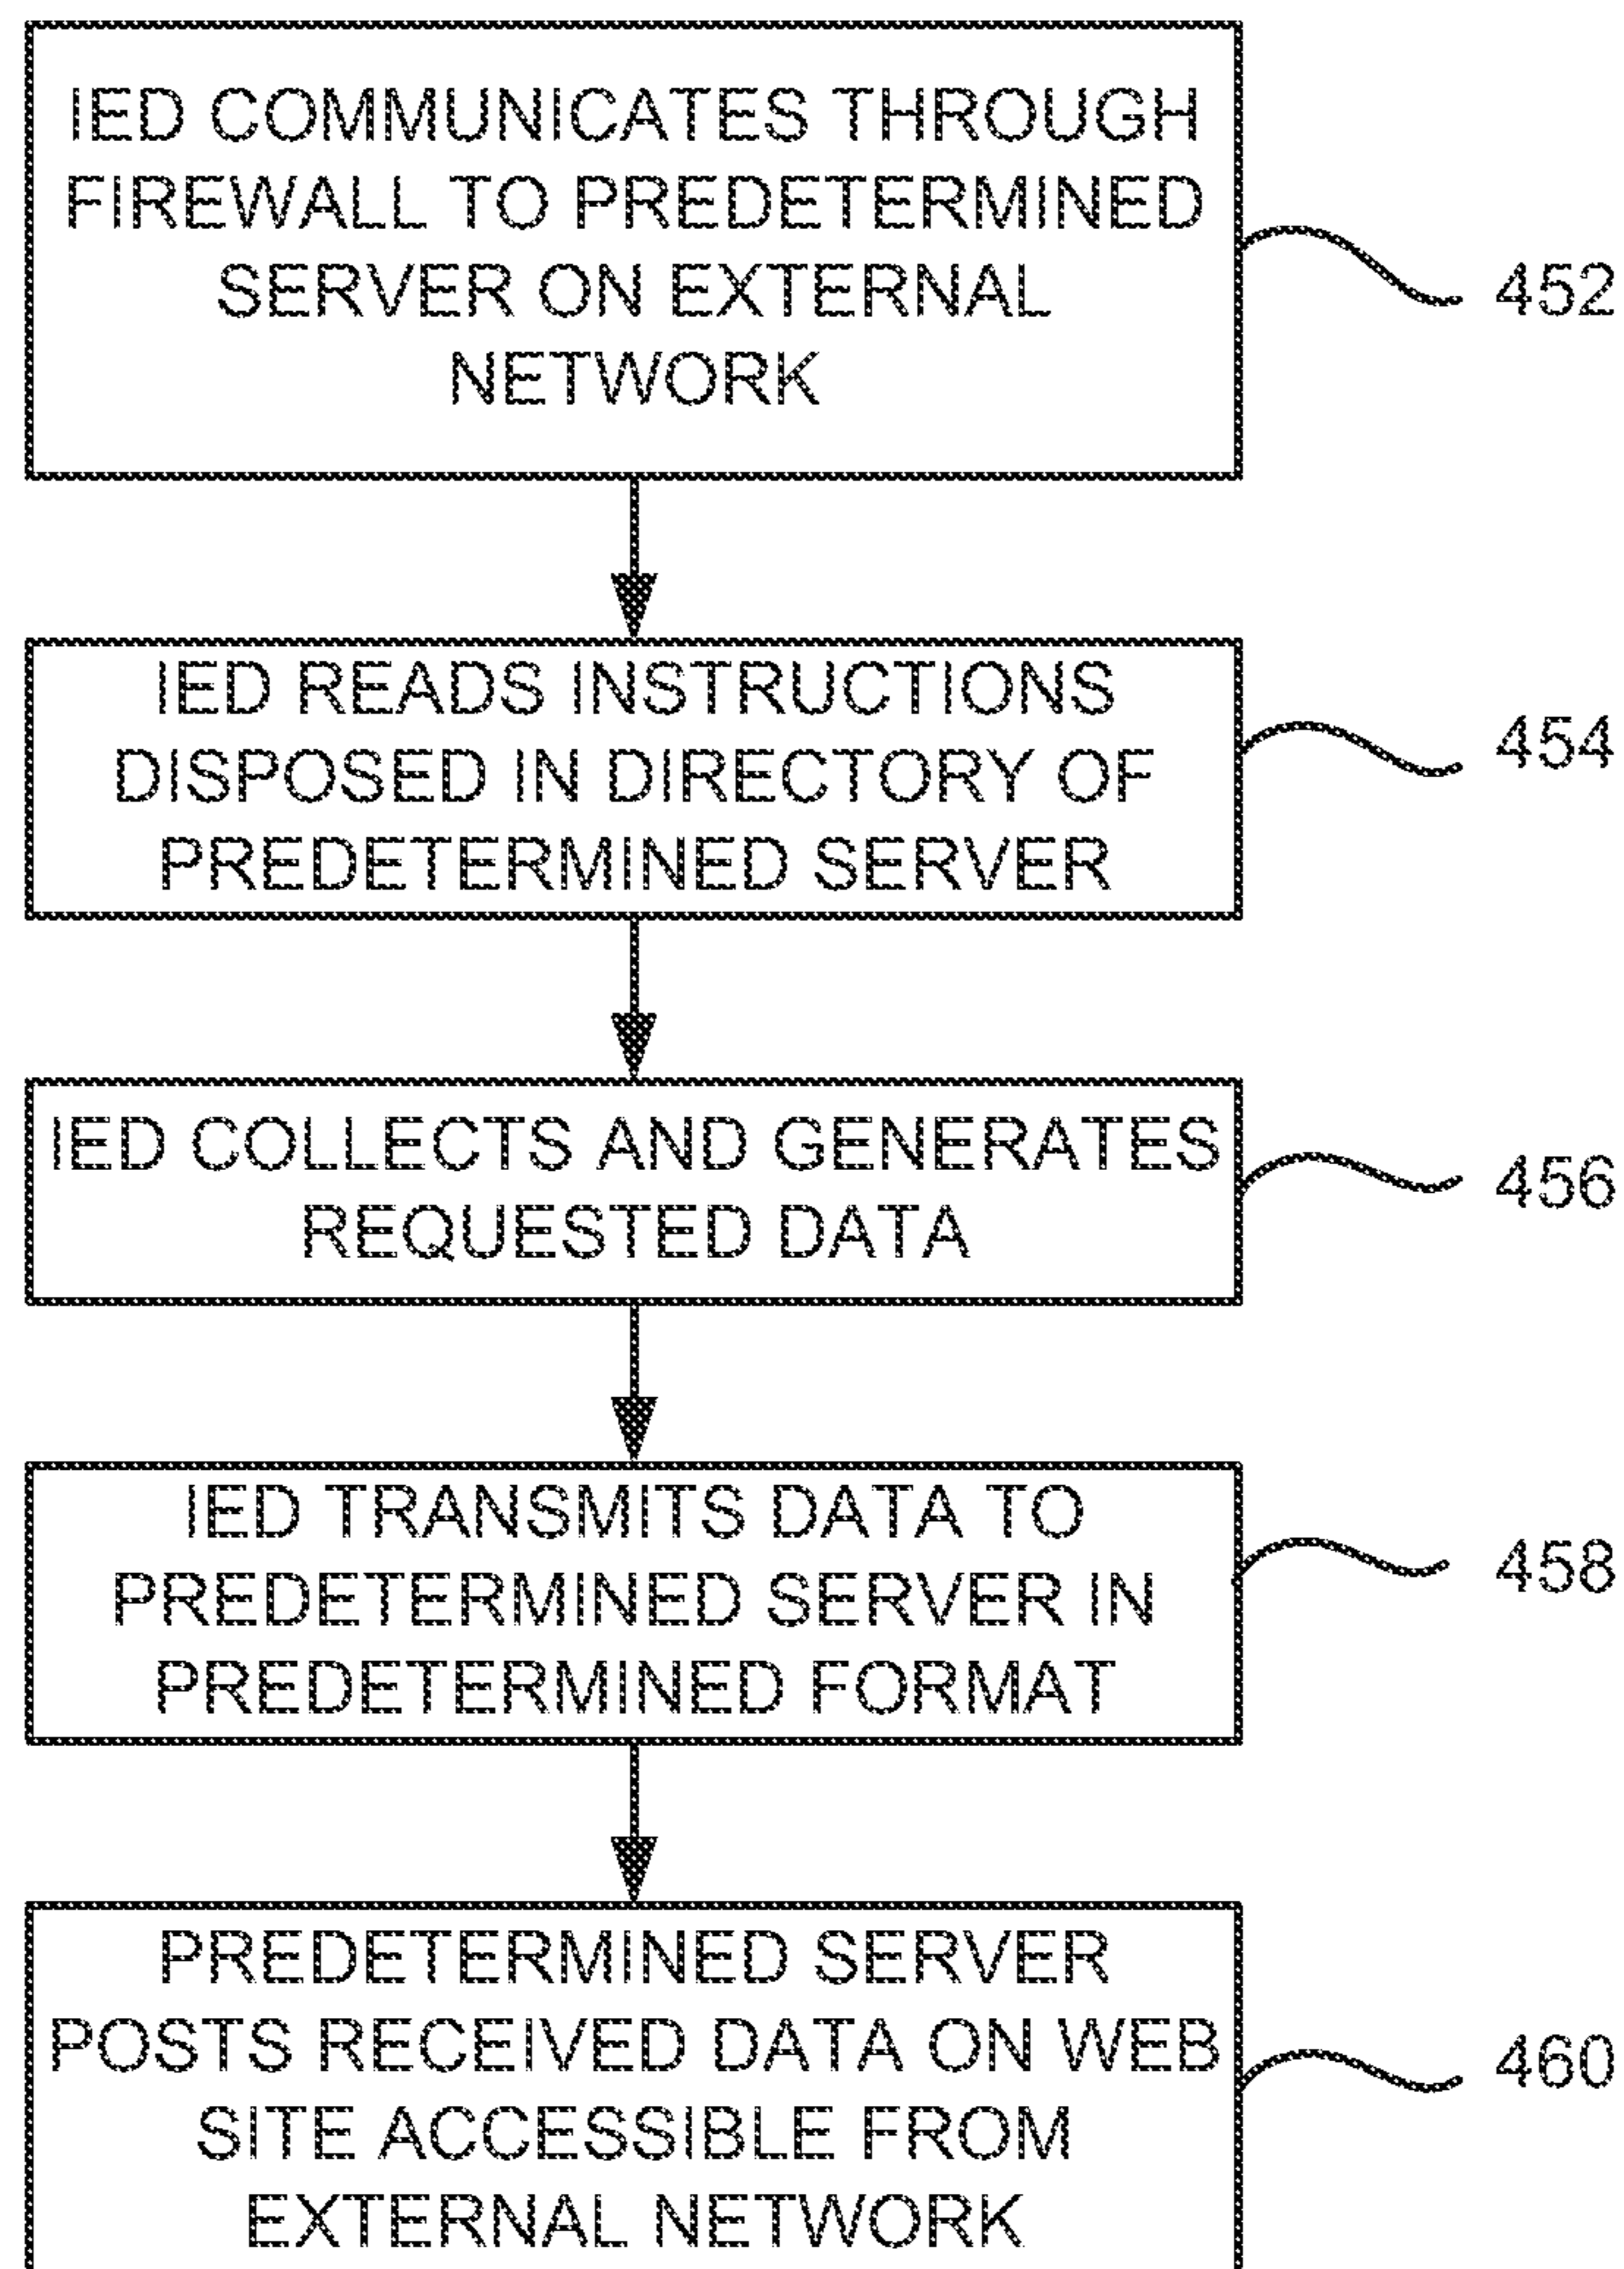 IED COMMUNICATES THROUGH
FIREWALL TO PREDETERMINED
SERVER ON EXTERNAL
NETWORK
452
IED READS INSTRUCTIONS
DISPOSED IN DIRECTORY OF
PREDETERMINED SERVER
454
IED COLLECTS AND GENERATES
REQUESTED DATA
456
IED TRANSMITS DATA TO
PREDETERMINED SERVER IN
PREDETERMINED FORMAT
458
PREDETERMINED SERVER
POSTS RECEIVED DATA ON WEB
SITE ACCESSIBLE FROM
EXTERNAL NETWORK
460